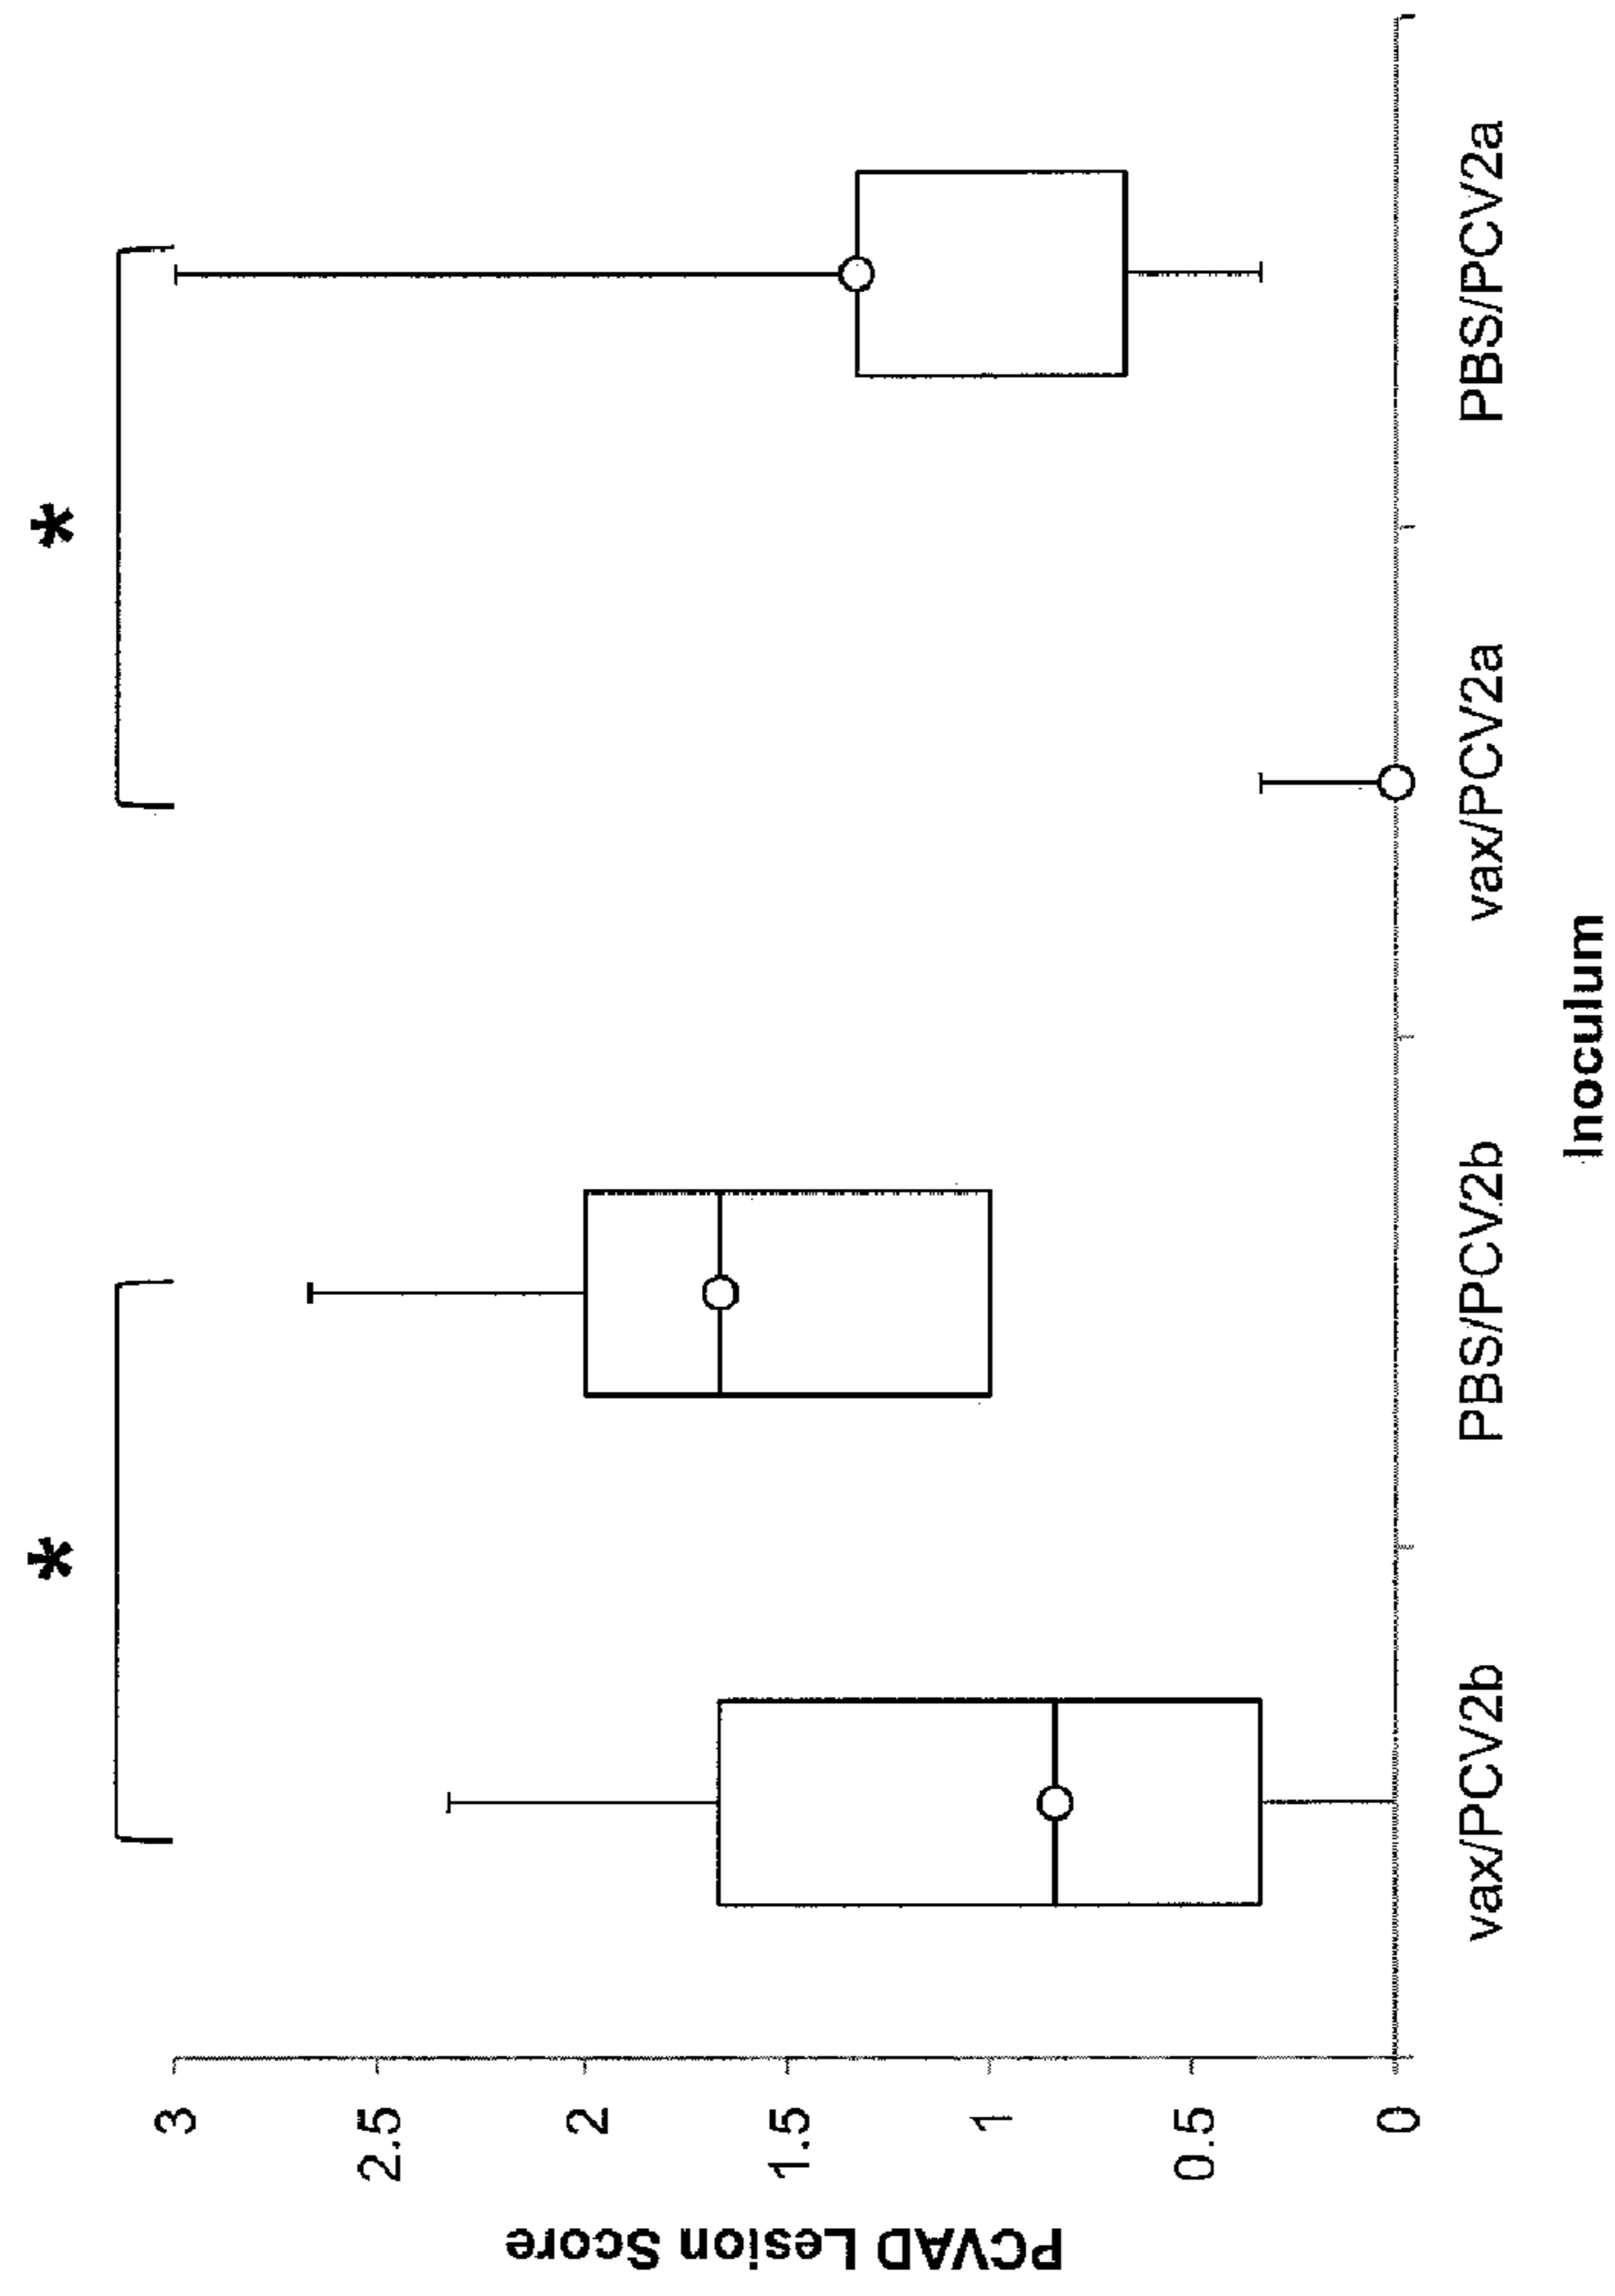 *
*
PCVAD Lesion Score
3
2.5
2
1.5
1
0.5
0
vax/PCV2b
PBS/PCV2b
vax/PCV2a
PBS/PCV2a
Inoculum